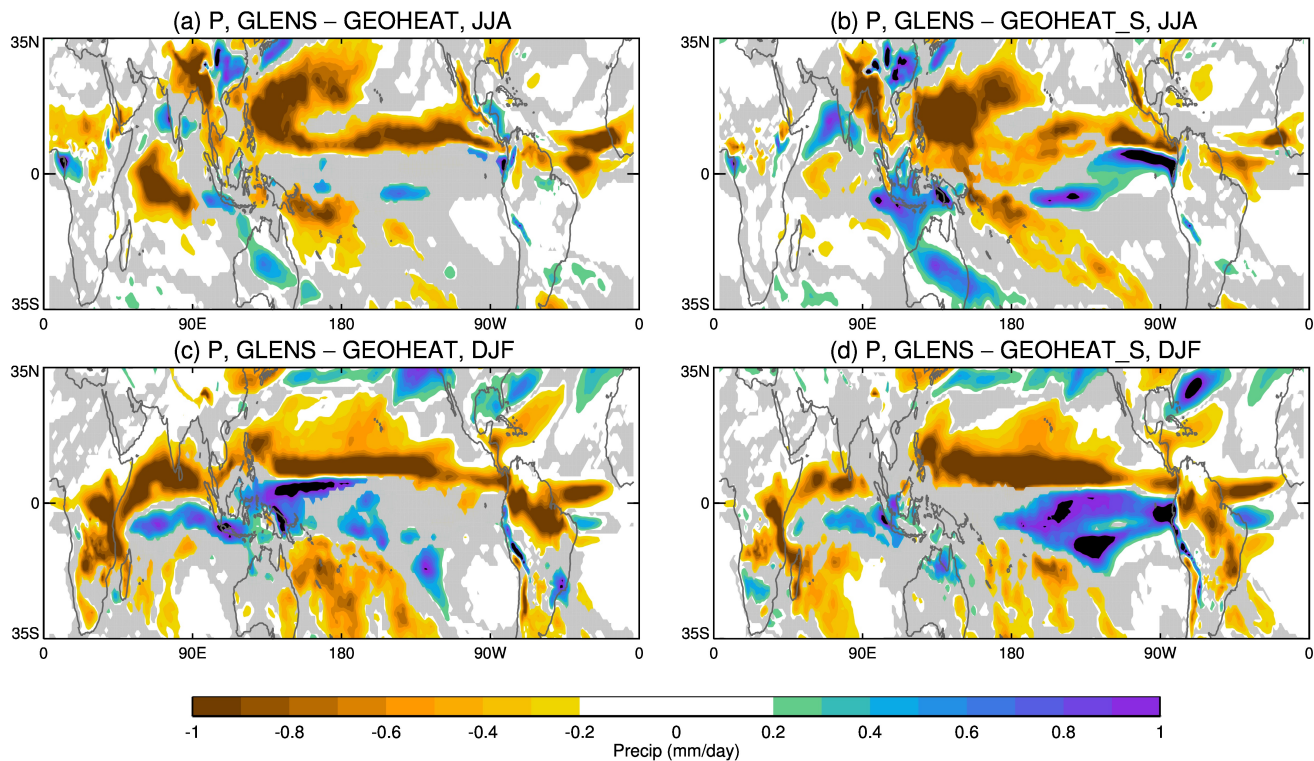 (a) P, GLENS – GEOHEAT, JJA
(b) P, GLENS – GEOHEAT_S, JJA
35N
0
35S
0 90E 180 90W 0
35N
0
35S
0 90E 180 90W 0
(c) P, GLENS – GEOHEAT, DJF
(d) P, GLENS – GEOHEAT_S, DJF
35N
0
35S
0 90E 180 90W 0
35N
0
35S
0 90E 180 90W 0
-1 -0.8 -0.6 -0.4 -0.2 0 0.2 0.4 0.6 0.8 1
Precip (mm/day)